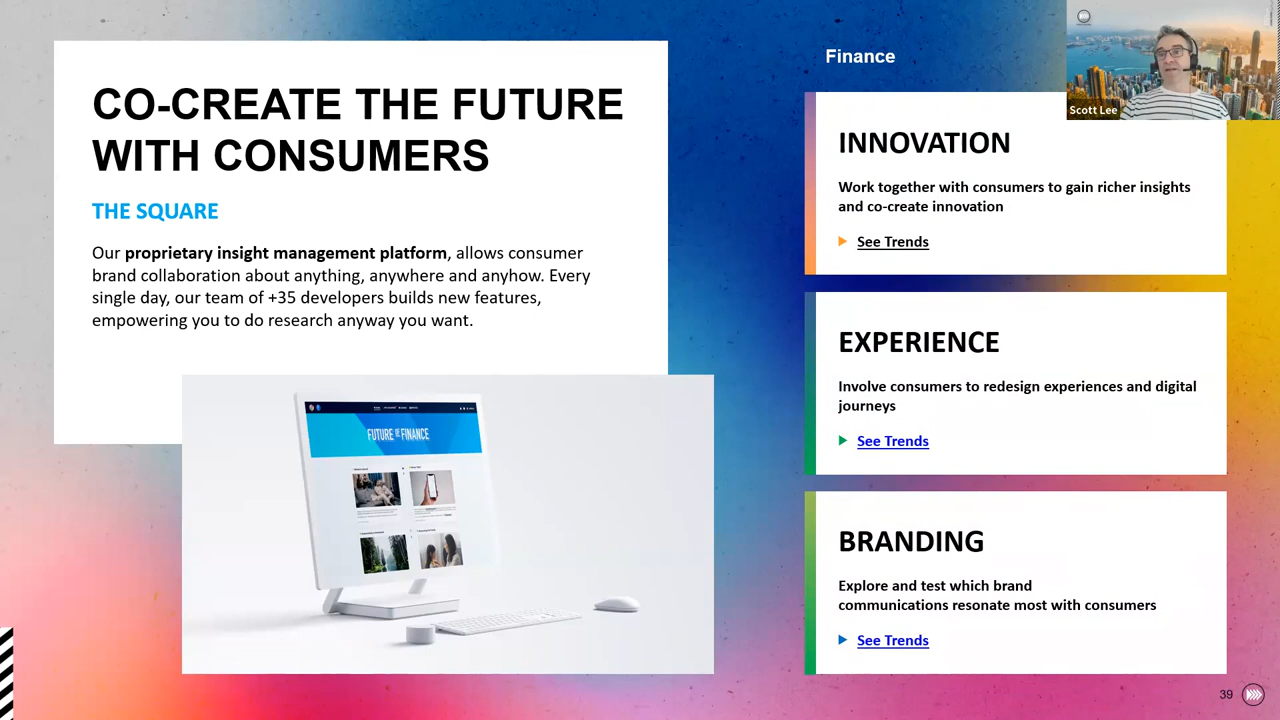 CO-CREATE THE FUTURE
WITH CONSUMERS
THE SQUARE
Our proprietary insight management platform, allows consumer
brand collaboration about anything, anywhere and anyhow. Every
single day, our team of +35 developers builds new features,
empowering you to do research anyway you want.
FUTURE OF FINANCE
Finance
Scott Lee
INNOVATION
Work together with consumers to gain richer insights
and co-create innovation
See Trends
EXPERIENCE
Involve consumers to redesign experiences and digital
journeys
See Trends
BRANDING
Explore and test which brand
communications resonate most with consumers
See Trends
39